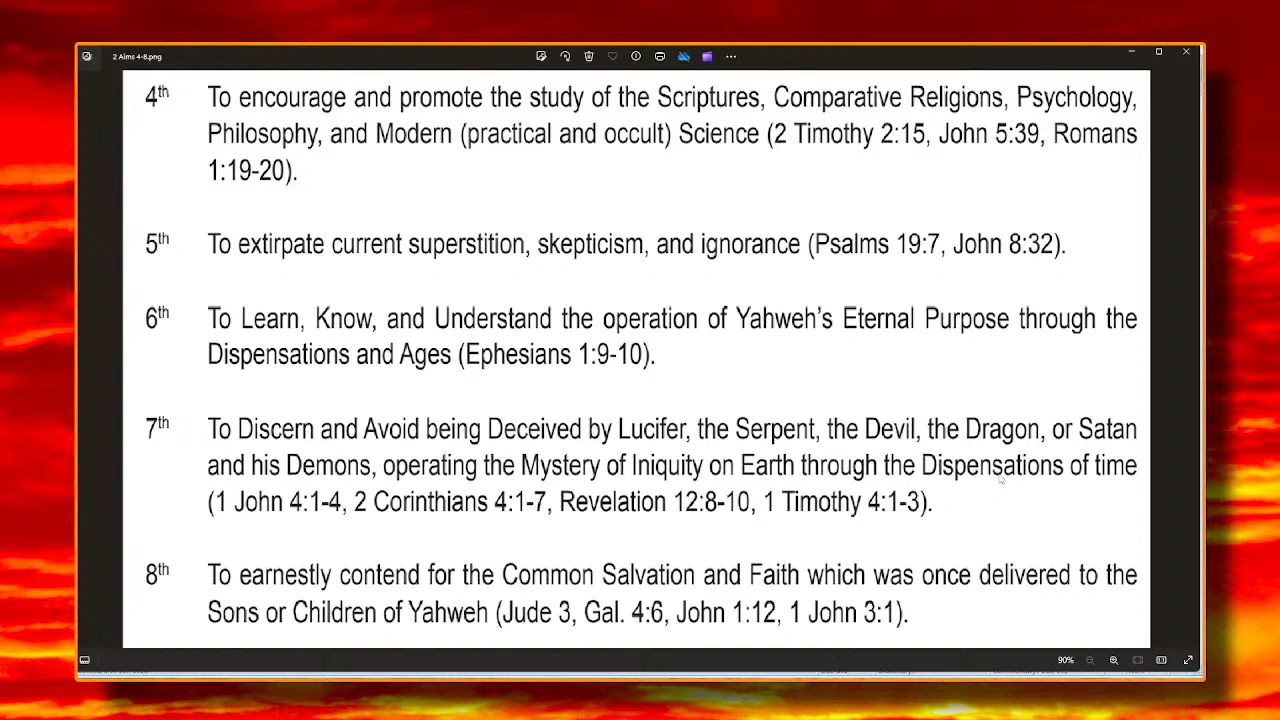 2 Aims 4-8.png
4th To encourage and promote the study of the Scriptures, Comparative Religions, Psychology,
Philosophy, and Modern (practical and occult) Science (2 Timothy 2:15, John 5:39, Romans
1:19-20).
5th To extirpate current superstition, skepticism, and ignorance (Psalms 19:7, John 8:32).
6th To Learn, Know, and Understand the operation of Yahweh's Eternal Purpose through the
Dispensations and Ages (Ephesians 1:9-10).
7th To Discern and Avoid being Deceived by Lucifer, the Serpent, the Devil, the Dragon, or Satan
and his Demons, operating the Mystery of Iniquity on Earth through the Dispensations of time
(1 John 4:1-4, 2 Corinthians 4:1-7, Revelation 12:8-10, 1 Timothy 4:1-3).
8th To earnestly contend for the Common Salvation and Faith which was once delivered to the
Sons or Children of Yahweh (Jude 3, Gal. 4:6, John 1:12, 1 John 3:1).
90%